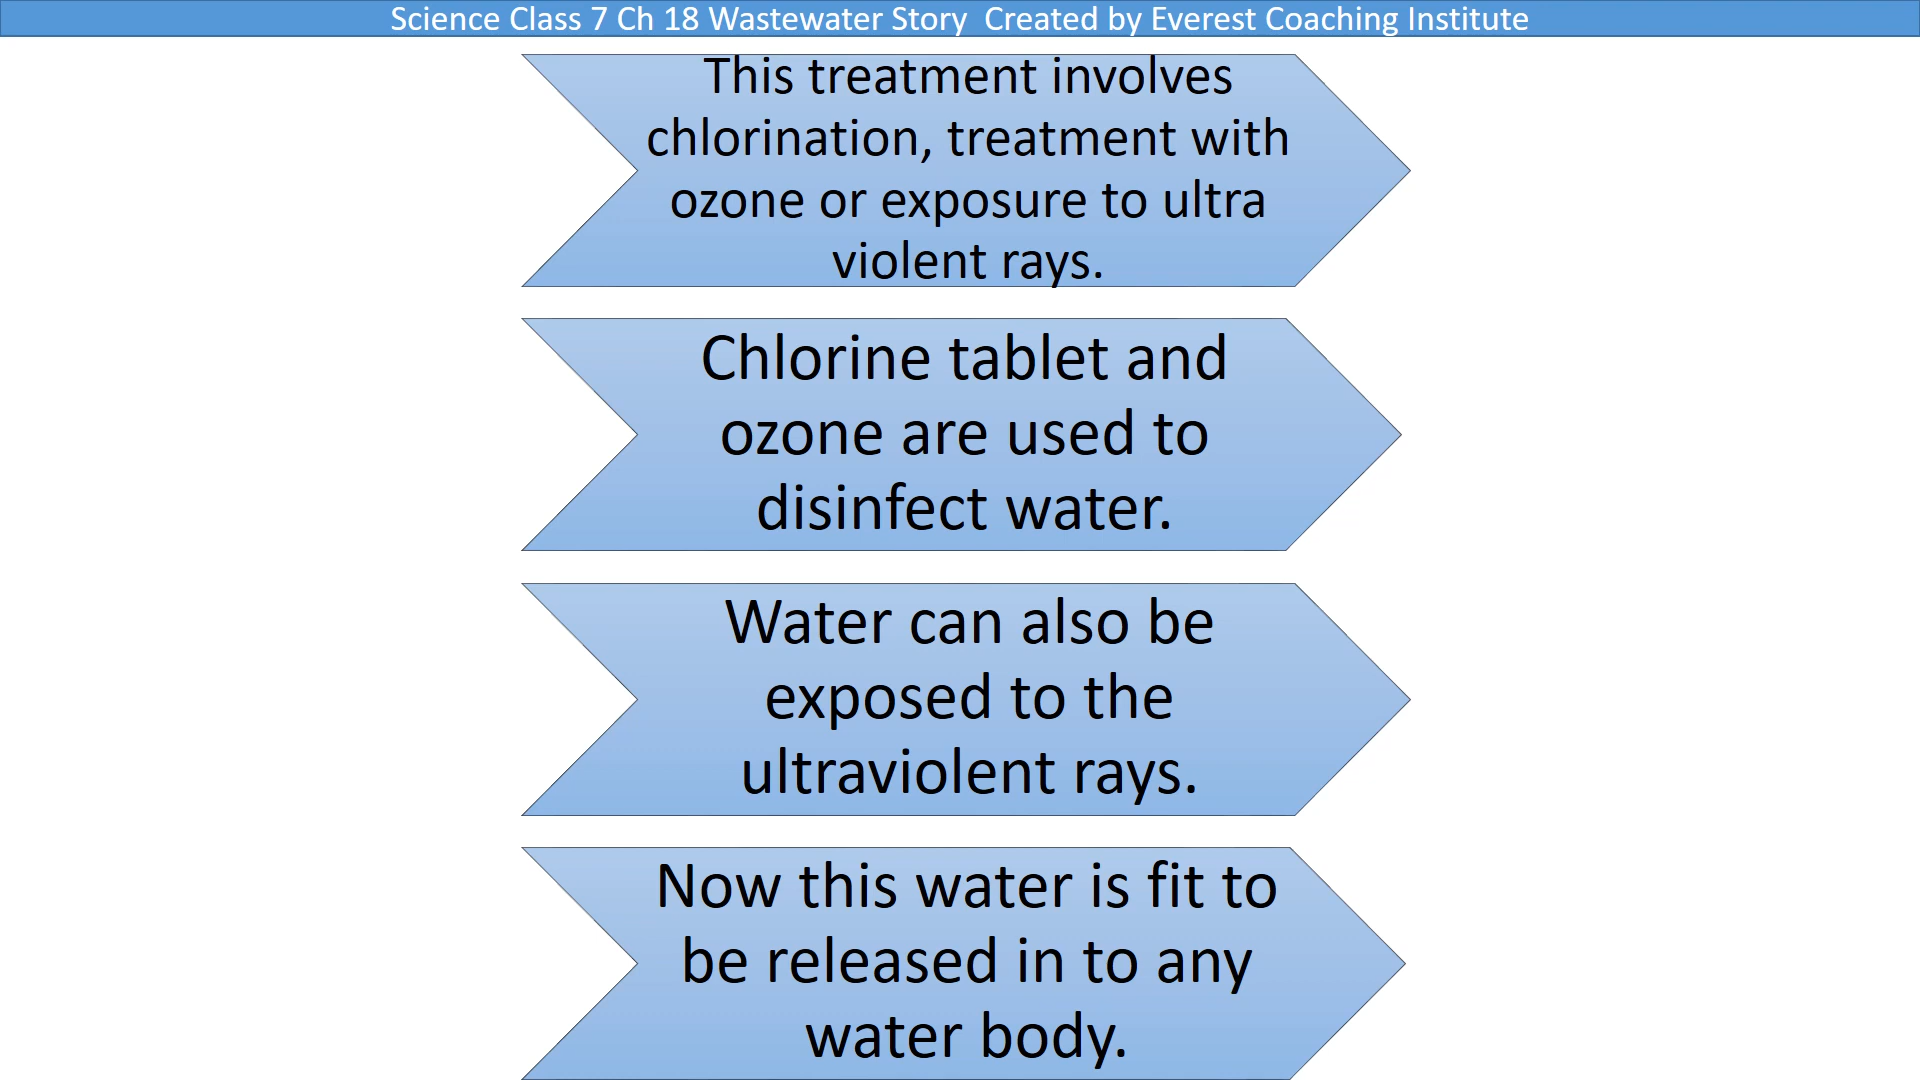 Science Class 7 Ch 18 Wastewater Story  Created by Everest Coaching Institute
This treatment involves
chlorination, treatment with
ozone or exposure to ultra
violent rays.
Chlorine tablet and
ozone are used to
disinfect water.
Water can also be
exposed to the
ultraviolent rays.
Now this water is fit to
be released in to any
water body.